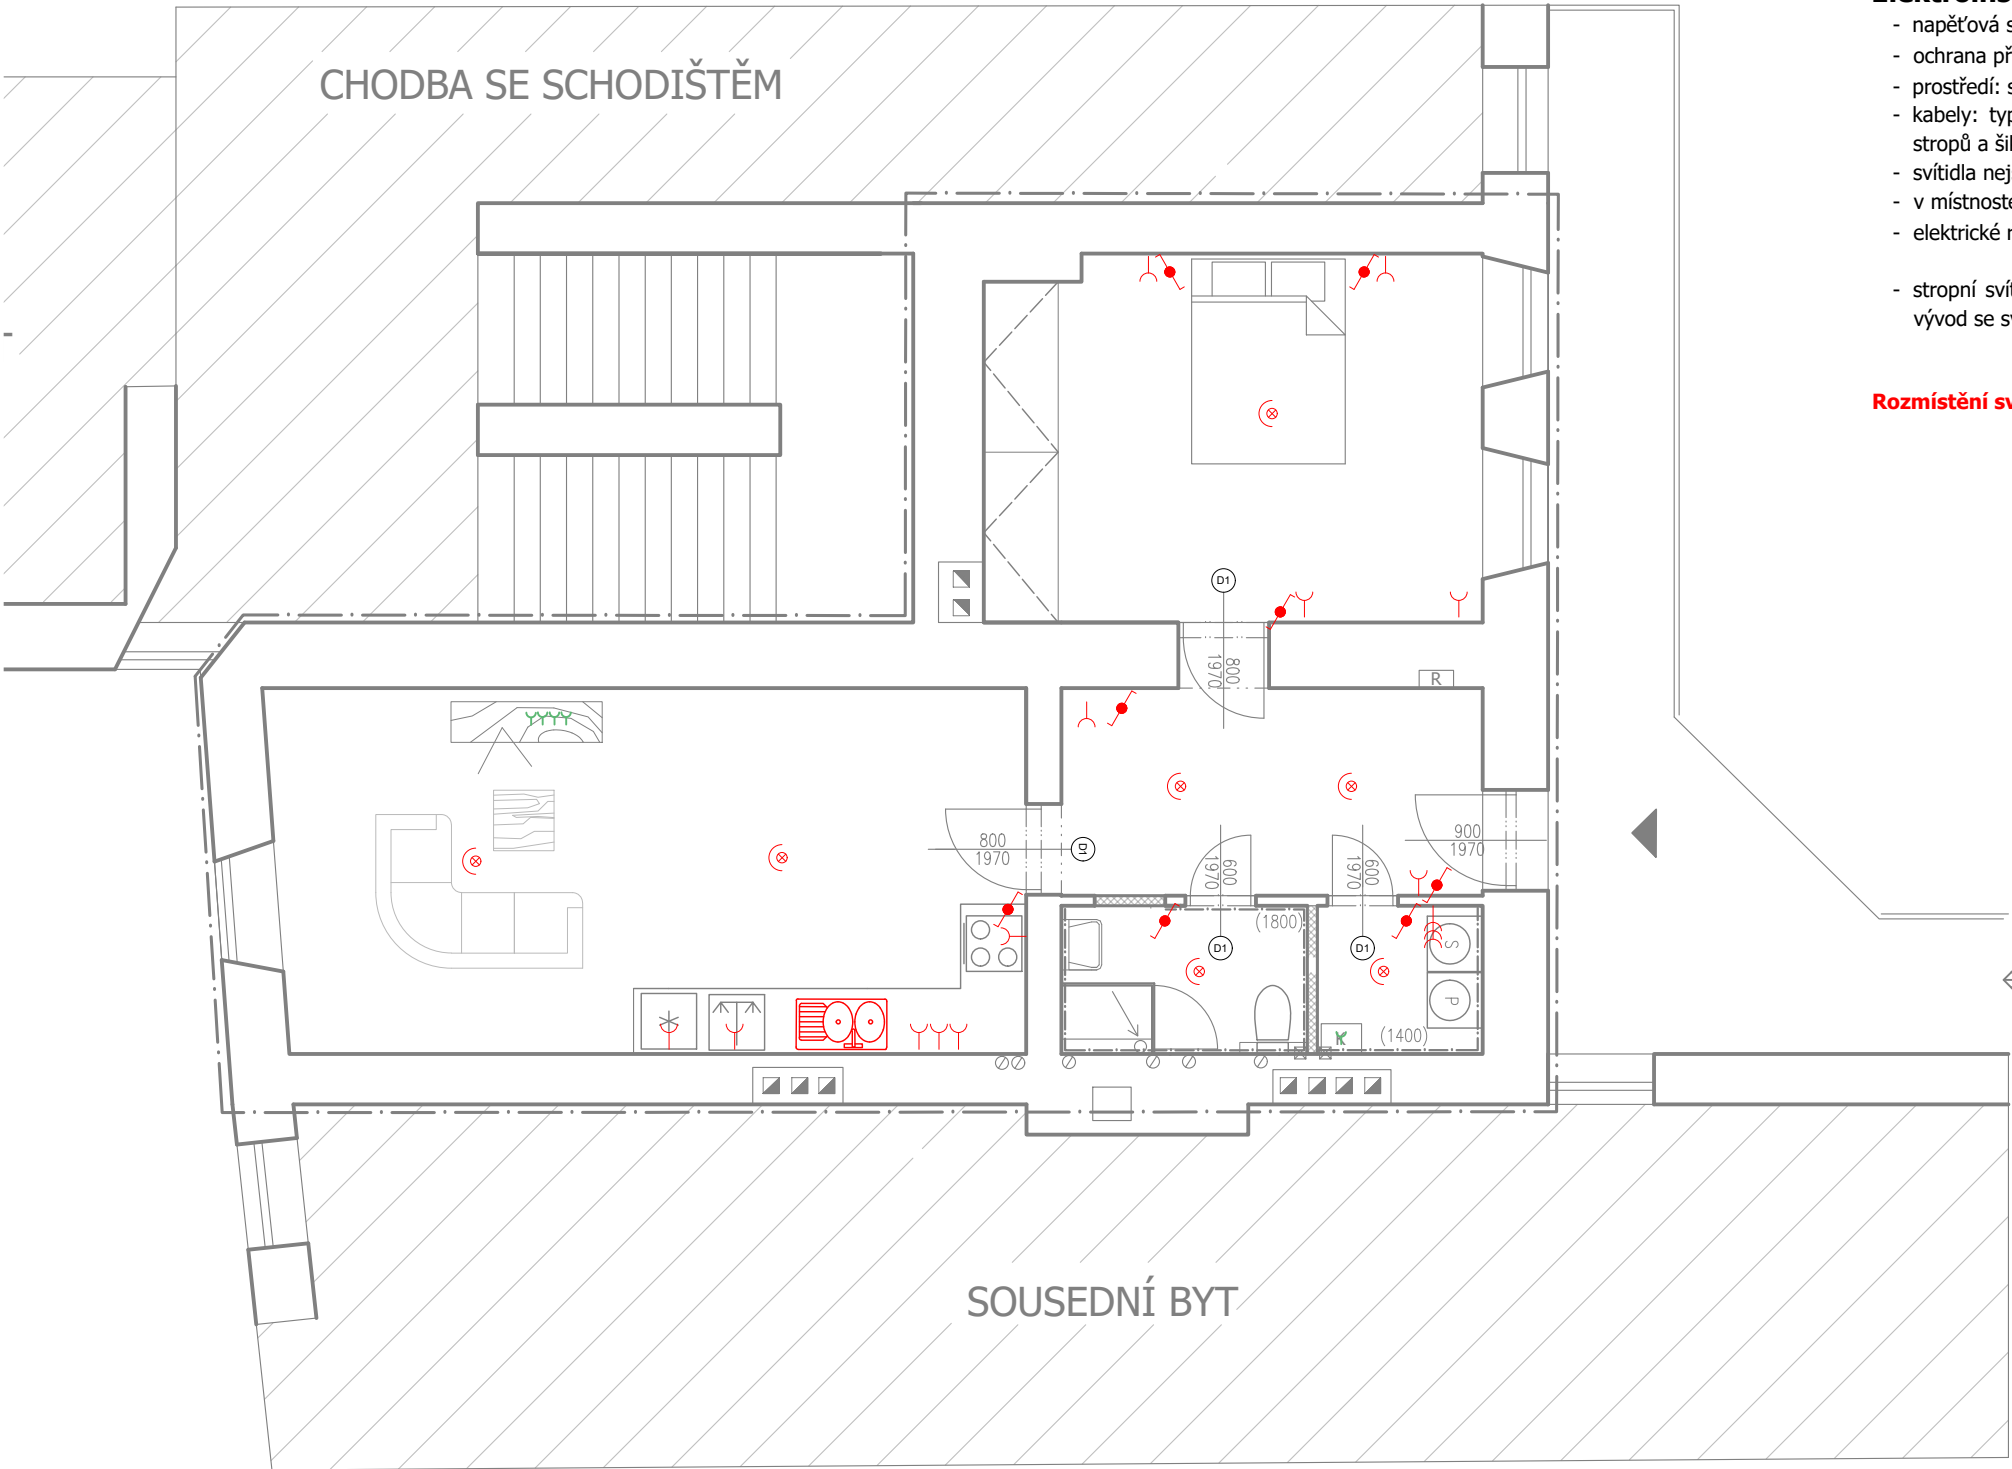 CHODBA SE SCHODIŠTĚM
- napěťová s
- ochrana př
- prostředí: s
- kabely: typ
stropů a šil
- svítidla nej
- v místnoste
- elektrické r
- stropní svít
vývod se sv
Rozmístění sv
D1
800
1970
R
800
1970
D1
900
1970
600
1970
600
1970
(1800)
D1
D1
S
P
K
(1400)
SOUSEDNÍ BYT